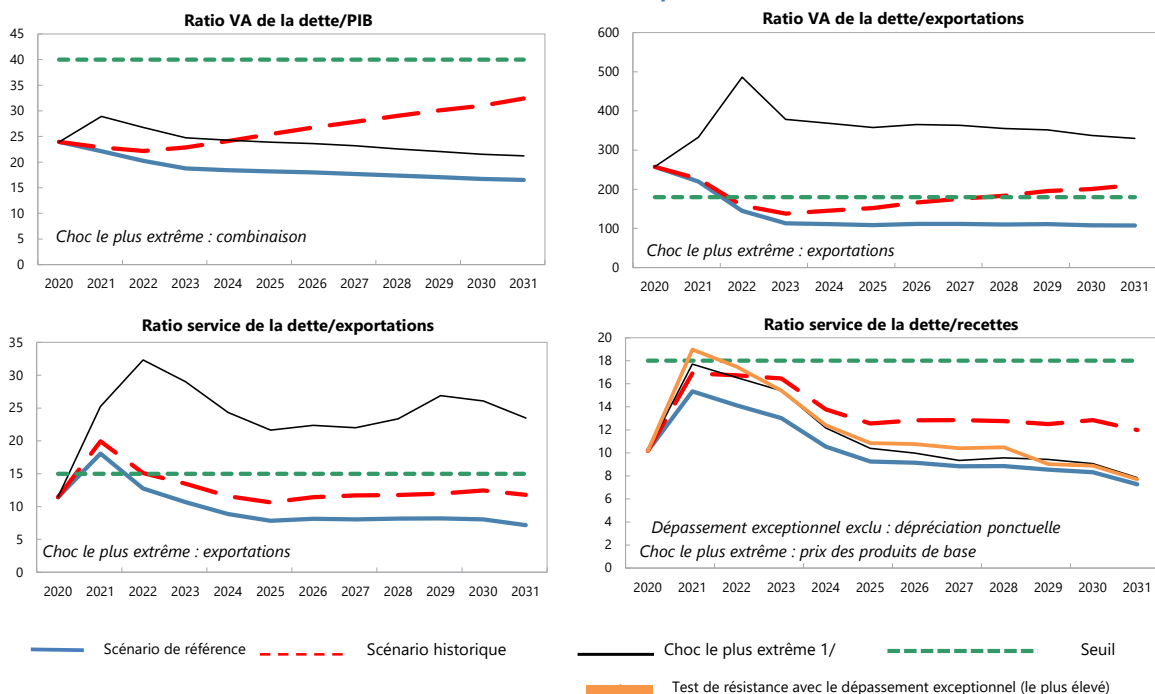 Ratio VA de la dette/PIB
45
40
35
30
25
20
15
10
5
0
Choc le plus extrême : combinaison
2020 2021 2022 2023 2024 2025 2026 2027 2028 2029 2030 2031
Ratio VA de la dette/exportations
600
500
400
300
200
100
0
Choc le plus extrême : exportations
2020 2021 2022 2023 2024 2025 2026 2027 2028 2029 2030 2031
Ratio service de la dette/exportations
35
30
25
20
15
10
5
0
Choc le plus extrême : exportations
2020 2021 2022 2023 2024 2025 2026 2027 2028 2029 2030 2031
Ratio service de la dette/recettes
20
18
16
14
12
10
8
6
4
2
0
Dépassement exceptionnel exclu : dépréciation ponctuelle
Choc le plus extrême : prix des produits de base
2020 2021 2022 2023 2024 2025 2026 2027 2028 2029 2030 2031
Scénario de référence Scénario historique Choc le plus extrême 1/ Seuil
Test de résistance avec le dépassement exceptionnel (le plus élevé)